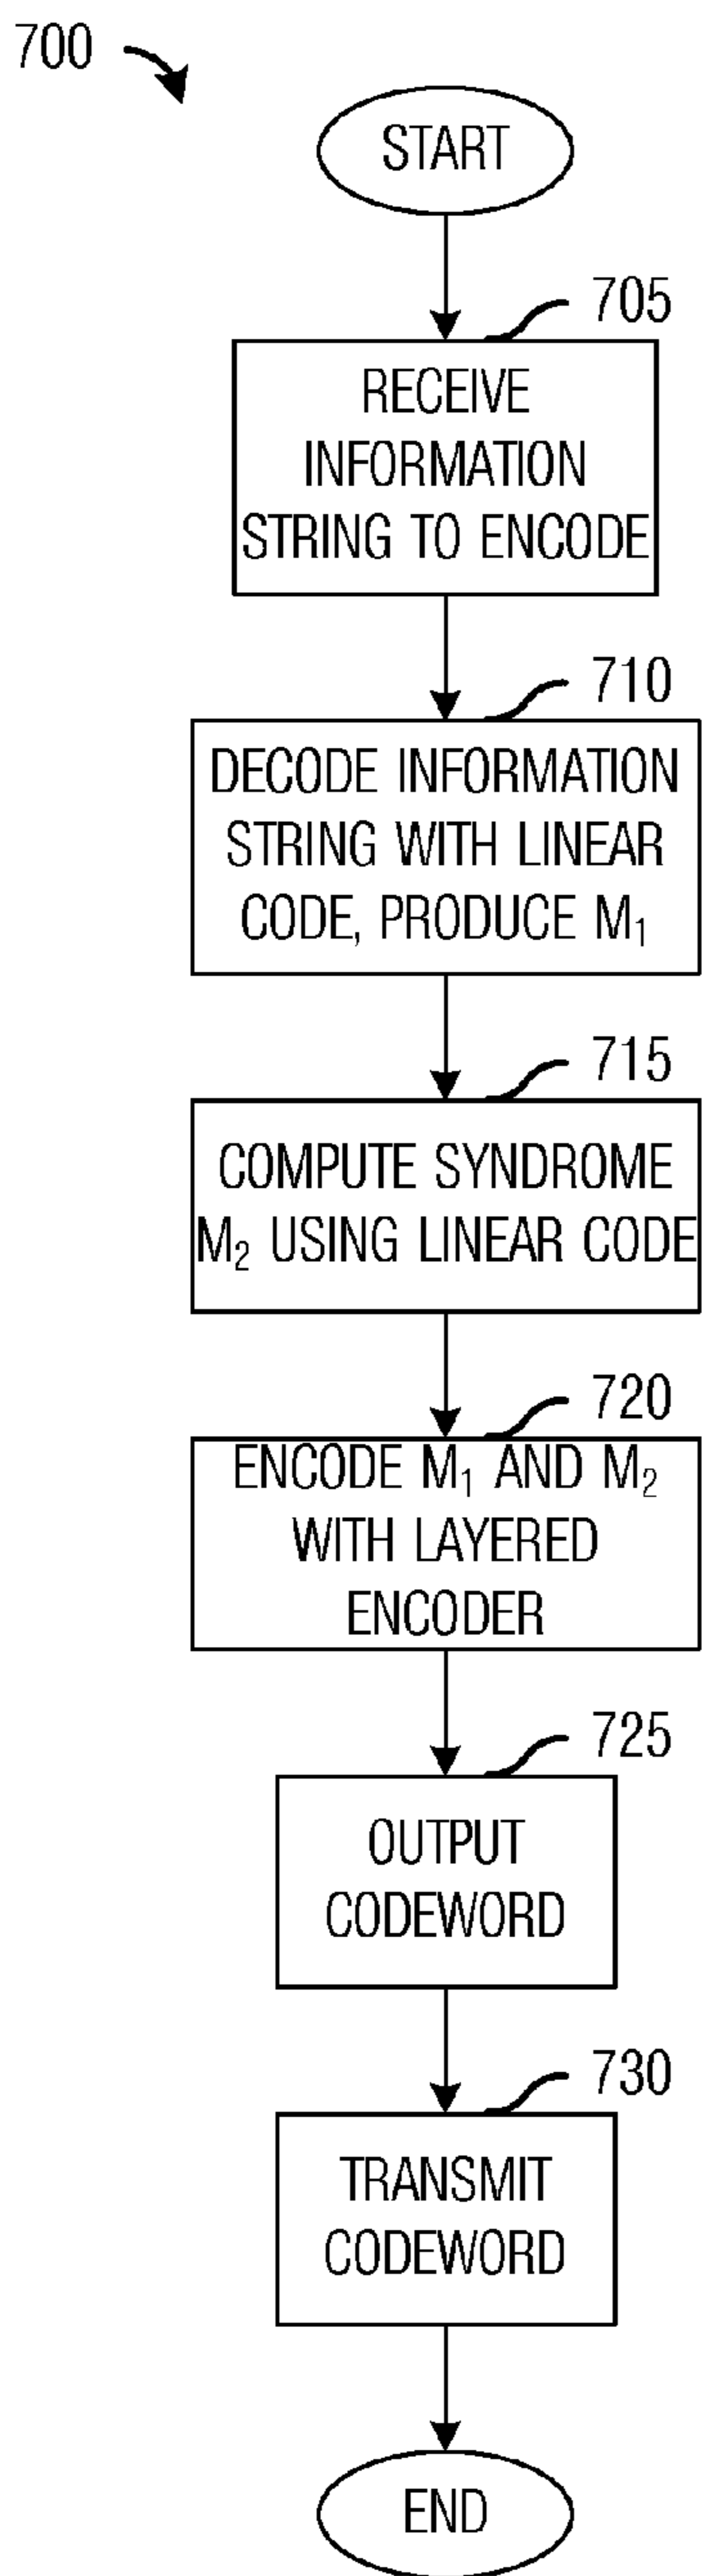 700
START
705
RECEIVE
INFORMATION
STRING TO ENCODE
710
DECODE INFORMATION
STRING WITH LINEAR
CODE, PRODUCE M₁
715
COMPUTE SYNDROME
M₂ USING LINEAR CODE
720
ENCODE M₁ AND M₂
WITH LAYERED
ENCODER
725
OUTPUT
CODEWORD
730
TRANSMIT
CODEWORD
END